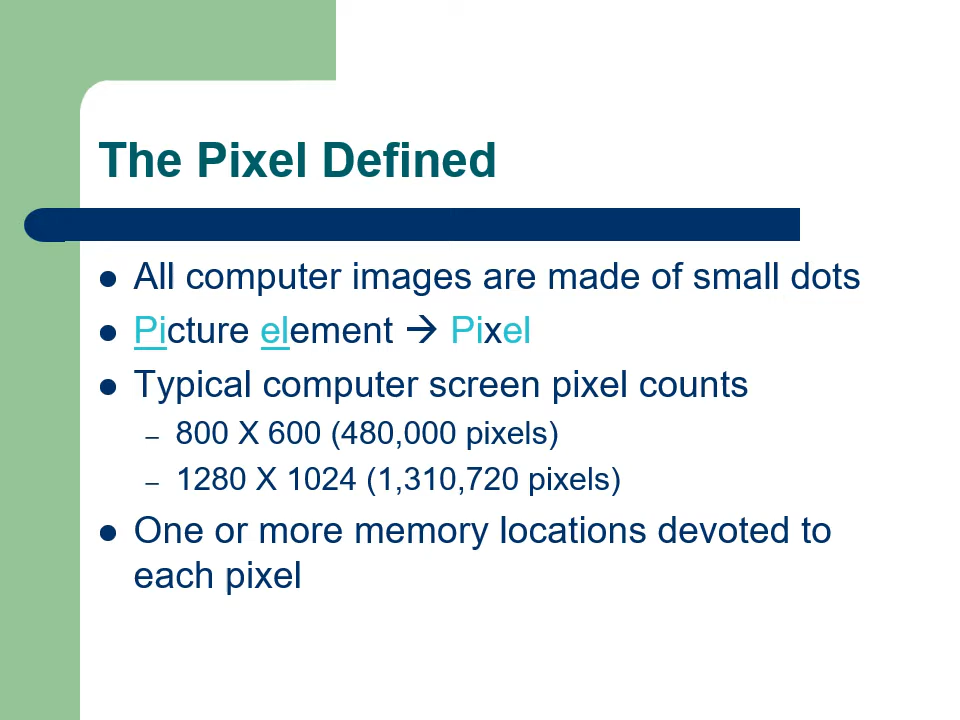 The Pixel Defined
● All computer images are made of small dots
● Picture element → Pixel
● Typical computer screen pixel counts
– 800 X 600 (480,000 pixels)
– 1280 X 1024 (1,310,720 pixels)
● One or more memory locations devoted to
each pixel